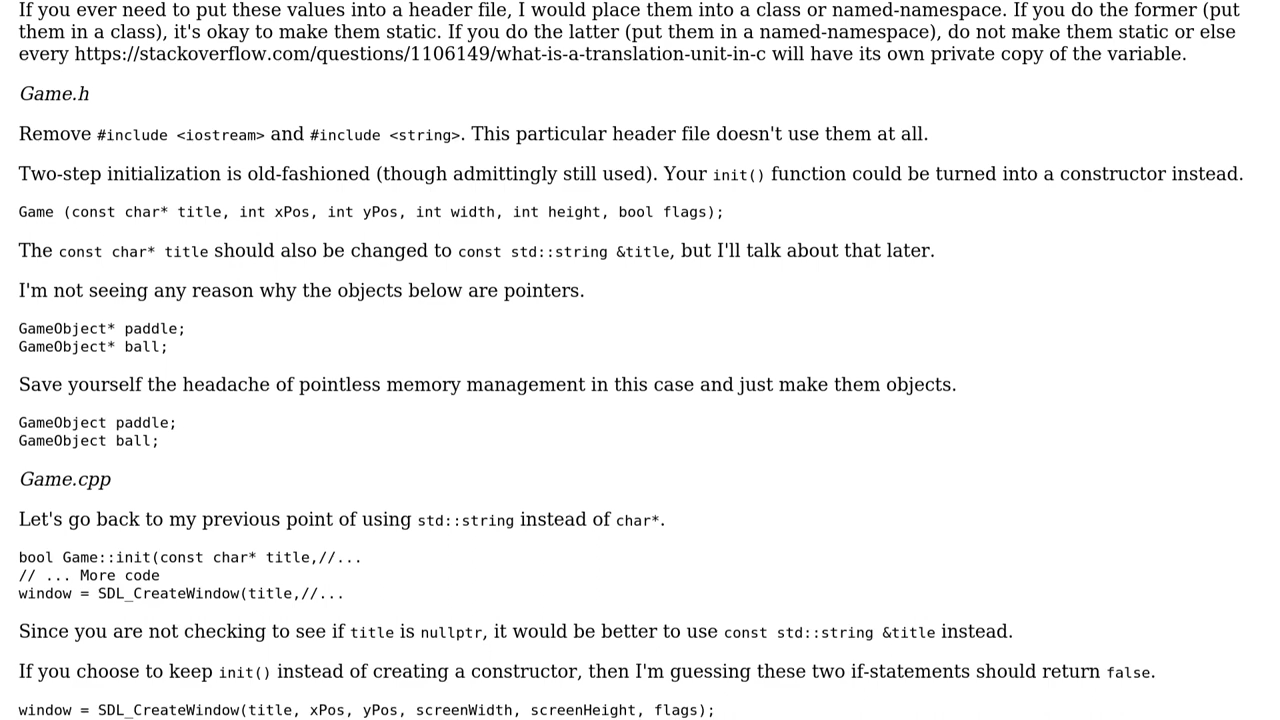 If you ever need to put these values into a header file, I would place them into a class or named-namespace. If you do the former (put
them in a class), it's okay to make them static. If you do the latter (put them in a named-namespace), do not make them static or else
every https://stackoverflow.com/questions/1106149/what-is-a-translation-unit-in-c will have its own private copy of the variable.
Game.h
Remove #include <iostream> and #include <string>. This particular header file doesn't use them at all.
Two-step initialization is old-fashioned (though admittingly still used). Your init() function could be turned into a constructor instead.
Game (const char* title, int xPos, int yPos, int width, int height, bool flags);
The const char* title should also be changed to const std::string &title, but I'll talk about that later.
I'm not seeing any reason why the objects below are pointers.
GameObject* paddle;
GameObject* ball;
Save yourself the headache of pointless memory management in this case and just make them objects.
GameObject paddle;
GameObject ball;
Game.cpp
Let's go back to my previous point of using std::string instead of char*.
bool Game::init(const char* title,//...
// ... More code
window = SDL_CreateWindow(title,//...
Since you are not checking to see if title is nullptr, it would be better to use const std::string &title instead.
If you choose to keep init() instead of creating a constructor, then I'm guessing these two if-statements should return false.
window = SDL_CreateWindow(title, xPos, yPos, screenWidth, screenHeight, flags);